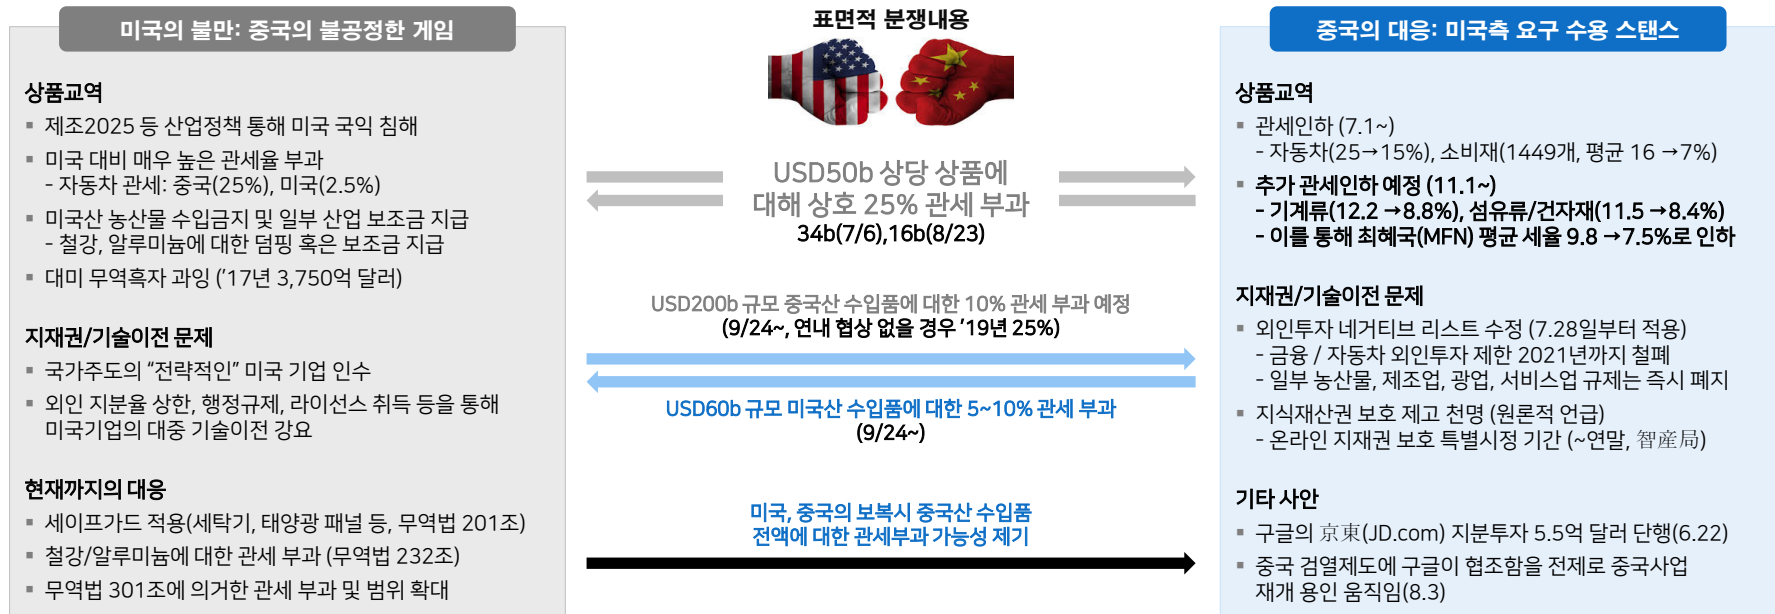 미국의 불만: 중국의 불공정한 게임
상품교역
▪ 제조2025 등 산업정책 통해 미국 국익 침해
▪ 미국 대비 매우 높은 관세율 부과
- 자동차 관세: 중국(25%), 미국(2.5%)
▪ 미국산 농산물 수입금지 및 일부 산업 보조금 지급
- 철강, 알루미늄에 대한 덤핑 혹은 보조금 지급
▪ 대미 무역흑자 과잉 (’17년 3,750억 달러)
지재권/기술이전 문제
▪ 국가주도의 “전략적인” 미국 기업 인수
▪ 외인 지분율 상한, 행정규제, 라이선스 취득 등을 통해
미국기업의 대중 기술이전 강요
현재까지의 대응
▪ 세이프가드 적용(세탁기, 태양광 패널 등, 무역법 201조)
▪ 철강/알루미늄에 대한 관세 부과 (무역법 232조)
▪ 무역법 301조에 의거한 관세 부과 및 범위 확대
표면적 분쟁내용
USD50b 상당 상품에
대해 상호 25% 관세 부과
34b(7/6),16b(8/23)
USD200b 규모 중국산 수입품에 대한 10% 관세 부과 예정
(9/24~, 연내 협상 없을 경우 ’19년 25%)
USD60b 규모 미국산 수입품에 대한 5~10% 관세 부과
(9/24~)
미국, 중국의 보복시 중국산 수입품
전액에 대한 관세부과 가능성 제기
중국의 대응: 미국측 요구 수용 스탠스
상품교역
▪ 관세인하 (7.1~)
- 자동차(25→15%), 소비재(1449개, 평균 16 →7%)
▪ 추가 관세인하 예정 (11.1~)
- 기계류(12.2 →8.8%), 섬유류/건자재(11.5 →8.4%)
- 이를 통해 최혜국(MFN) 평균 세율 9.8 →7.5%로 인하
지재권/기술이전 문제
▪ 외인투자 네거티브 리스트 수정 (7.28일부터 적용)
- 금융 / 자동차 외인투자 제한 2021년까지 철폐
- 일부 농산물, 제조업, 광업, 서비스업 규제는 즉시 폐지
▪ 지식재산권 보호 제고 천명 (원론적 언급)
- 온라인 지재권 보호 특별시정 기간 (~연말, 智産局)
기타 사안
▪ 구글의 京東(JD.com) 지분투자 5.5억 달러 단행(6.22)
▪ 중국 검열제도에 구글이 협조함을 전제로 중국사업
재개 용인 움직임(8.3)